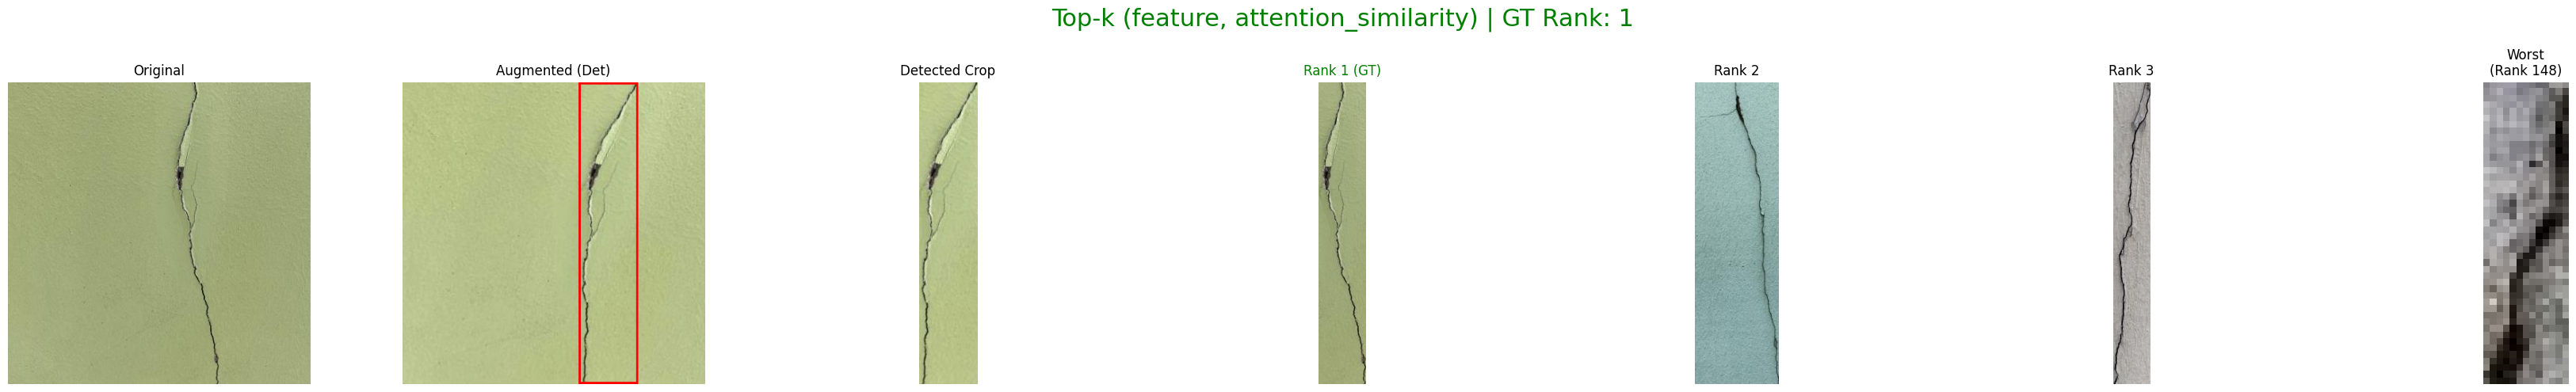 Top-k (feature, attention_similarity) | GT Rank: 1
Original
Augmented (Det)
Detected Crop
Rank 1 (GT)
Rank 2
Rank 3
Worst
(Rank 148)